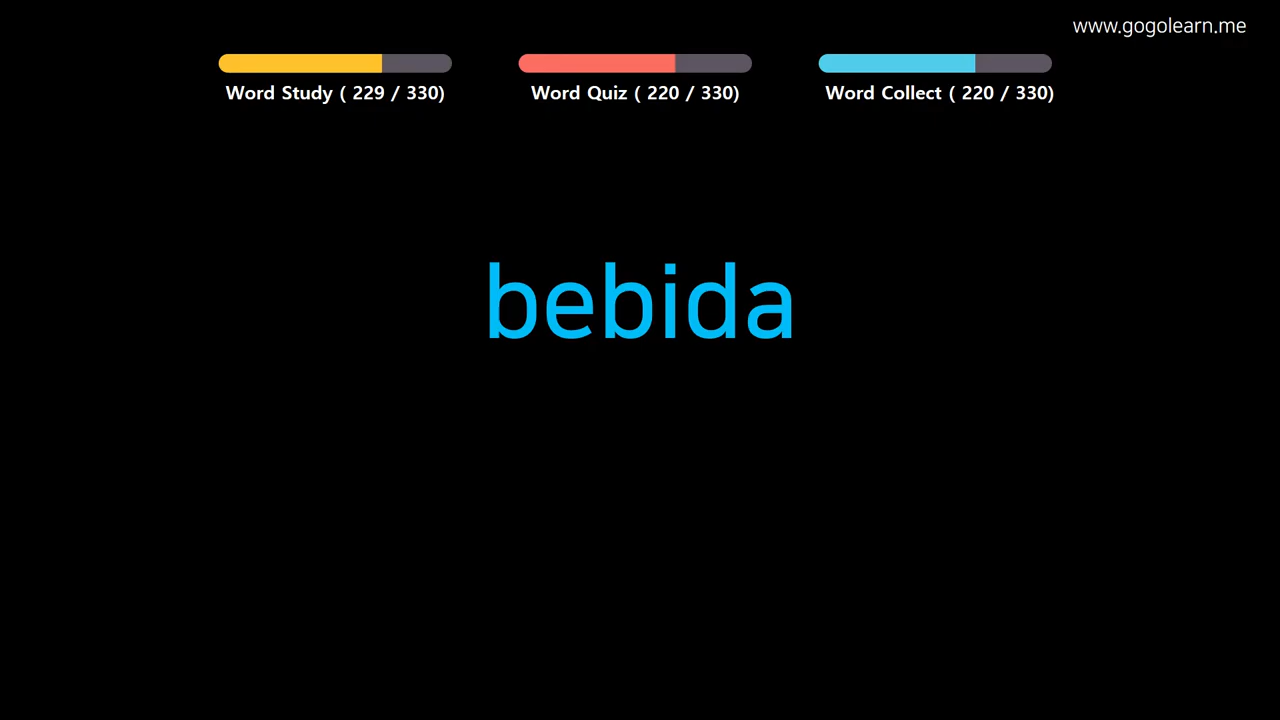 www.gogolearn.me
Word Study ( 229 / 330)
Word Quiz ( 220 / 330)
Word Collect ( 220 / 330)
bebida